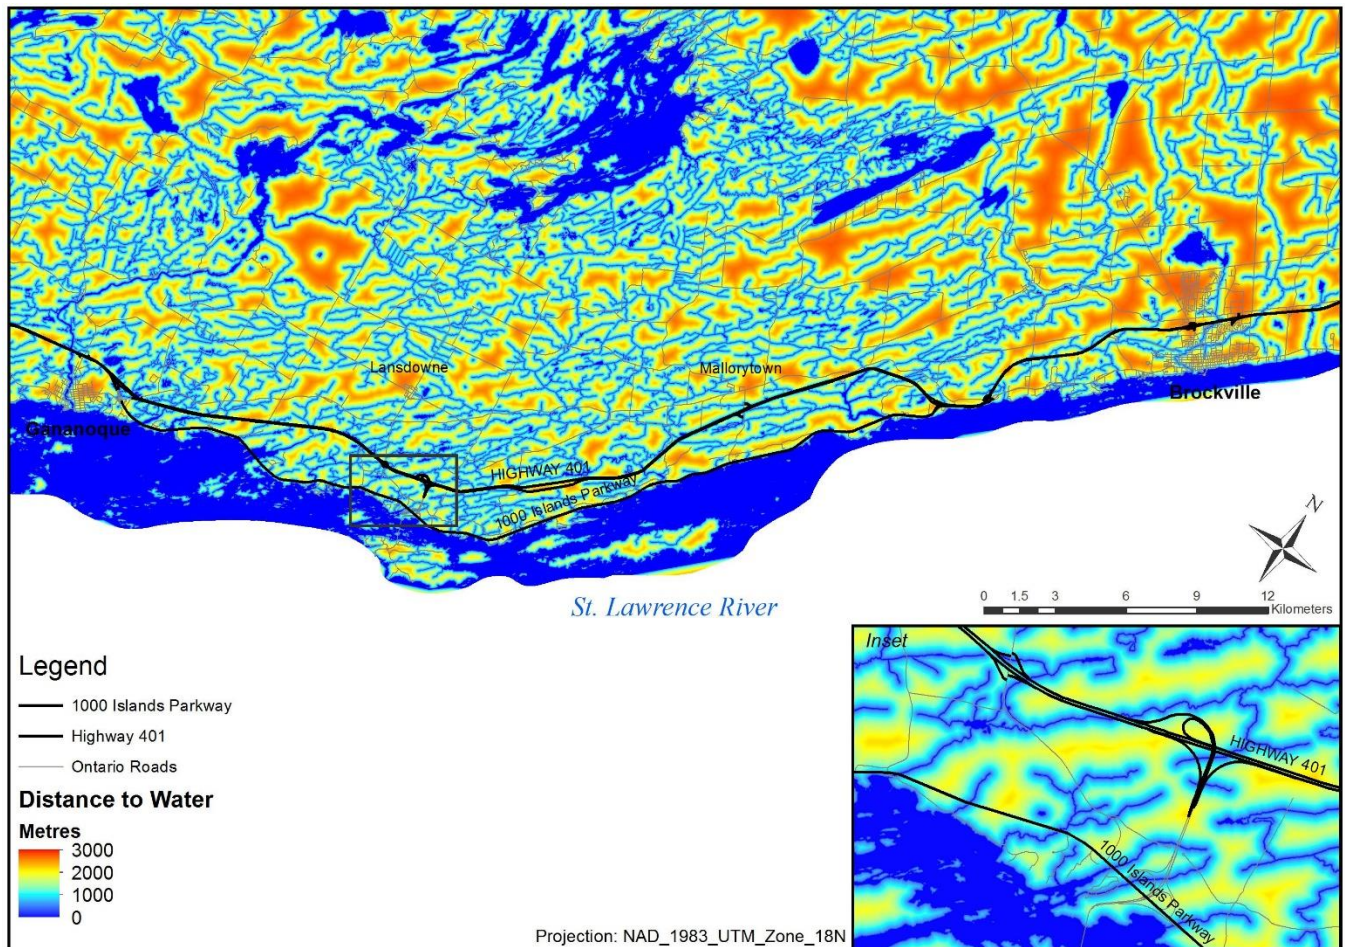 Lansdowne
Mallorytown
Gananoque
Brockville
HIGHWAY 401
1000 Islands Parkway
N
St. Lawrence River
0 1.5 3 6 9 12
Kilometers
Legend
1000 Islands Parkway
Highway 401
Ontario Roads
Distance to Water
Metres
3000
2000
1000
0
Projection: NAD_1983_UTM_Zone_18N
Inset
HIGHWAY 401
1000 Islands Parkway